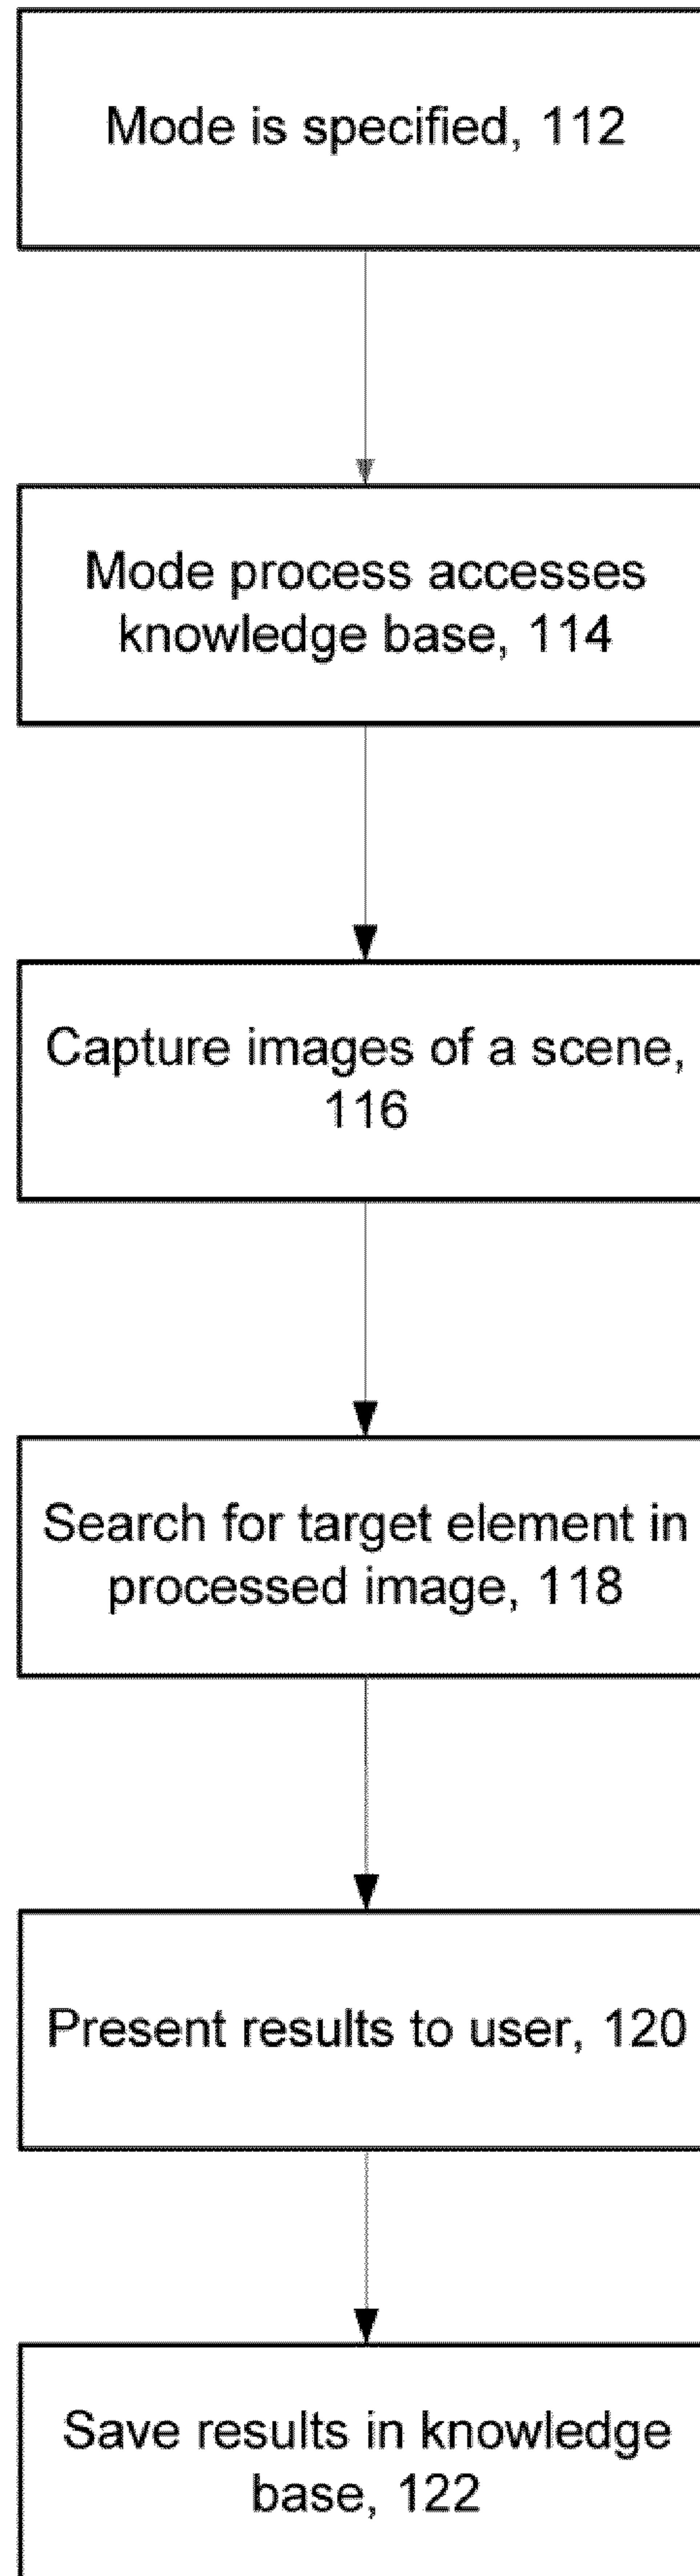 Mode is specified, 112
Mode process accesses
knowledge base, 114
Capture images of a scene,
116
Search for target element in
processed image, 118
Present results to user, 120
Save results in knowledge
base, 122